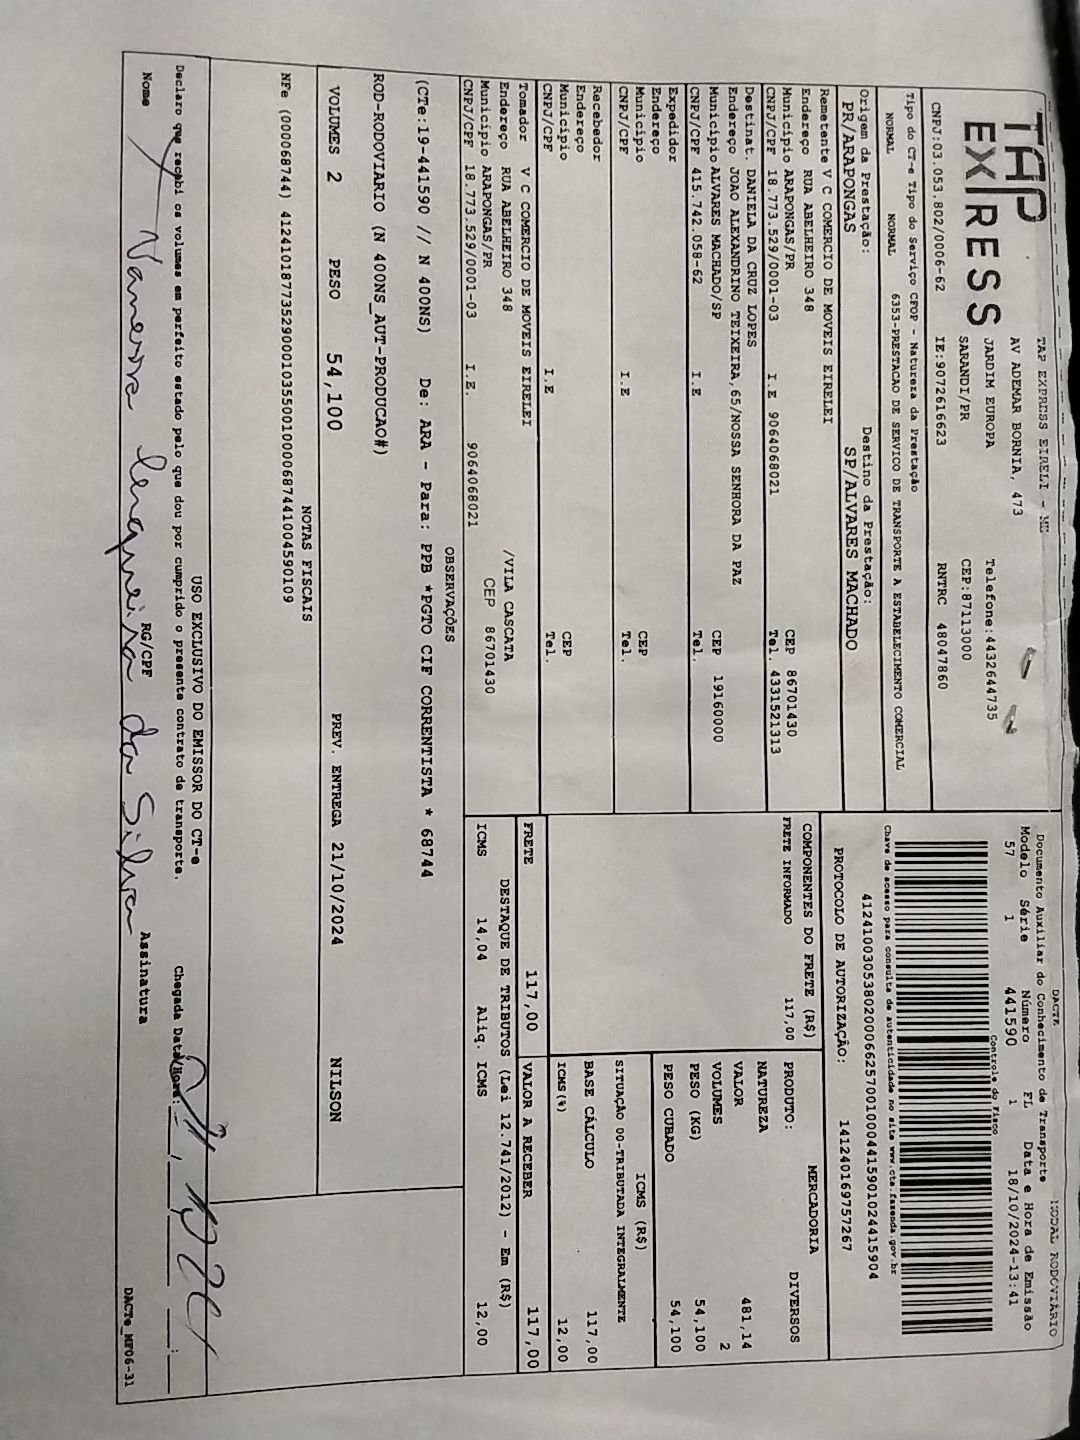 TAP EXPRESS
TAP EXPRESS EIRELI - ME
AV ADEMAR BORNIA, 473
JARDIM EUROPA Telefone:4432644735
SARANDI/PR CEP:87113000
CNPJ:03.053.802/0006-62 IE:9072616623 RNTRC 48047860
DACTE MODAL RODOVIÁRIO
Documento Auxiliar do Conhecimento de Transporte
Modelo Série Número FL Data e Hora de Emissão
57 1 441590 1 18/10/2024-13:41
Controle do Fisco
Chave de acesso para consulta de autenticidade no site www.cte.fazenda.gov.br
41241003053802000662570010004415901024415904
PROTOCOLO DE AUTORIZAÇÃO: 141240169757267
Tipo do CT-e Tipo do Serviço CFOP - Natureza da Prestação
NORMAL NORMAL 6353-PRESTACAO DE SERVICO DE TRANSPORTE A ESTABELECIMENTO COMERCIAL
Origem da Prestação: Destino da Prestação:
PR/ARAPONGAS SP/ALVARES MACHADO
Remetente V C COMERCIO DE MOVEIS EIRELEI
Endereço RUA ABELHEIRO 348
Município ARAPONGAS/PR CEP 86701430
CNPJ/CPF 18.773.529/0001-03 I.E 9064068021 Tel. 4331521313
Destinat. DANIELA DA CRUZ LOPES
Endereço JOAO ALEXANDRINO TEIXEIRA,65/NOSSA SENHORA DA PAZ
Município ALVARES MACHADO/SP CEP 19160000
CNPJ/CPF 415.742.058-62 I.E Tel.
Expedidor
Endereço
Município CEP
CNPJ/CPF I.E Tel.
Recebedor
Endereço
Município CEP
CNPJ/CPF I.E Tel.
Tomador V C COMERCIO DE MOVEIS EIRELEI
Endereço RUA ABELHEIRO 348 /VILA CASCATA
Município ARAPONGAS/PR CEP 86701430
CNPJ/CPF 18.773.529/0001-03 I.E. 9064068021
COMPONENTES DO FRETE (R$)
FRETE INFORMADO 117,00
MERCADORIA
PRODUTO: DIVERSOS
NATUREZA
VALOR 481,14
VOLUMES 2
PESO (KG) 54,100
PESO CUBADO 54,100
ICMS (R$)
SITUAÇÃO 00-TRIBUTADA INTEGRALMENTE
BASE CÁLCULO 117,00
ICMS(%) 12,00
FRETE 117,00 VALOR A RECEBER 117,00
DESTAQUE DE TRIBUTOS (Lei 12.741/2012) - Em (R$)
ICMS 14,04 Aliq. ICMS 12,00
OBSERVAÇÕES
(CTe:19-441590 // N 400NS) De: ARA - Para: PPB *PGTO CIF CORRENTISTA * 68744
ROD-RODOVIARIO (N 400NS_AUT-PRODUCAO#)
VOLUMES 2 PESO 54,100 PREV. ENTREGA 21/10/2024 NILSON
NOTAS FISCAIS
NFe (000068744) 41241018773529000103550010000687441004590109
USO EXCLUSIVO DO EMISSOR DO CT-e
Declaro que recebi os volumes em perfeito estado pelo que dou por cumprido o presente contrato de transporte. Chegada Data/Hora:
Nome RG/CPF Assinatura
Vanessa da Silva
DACTe_MF06-31